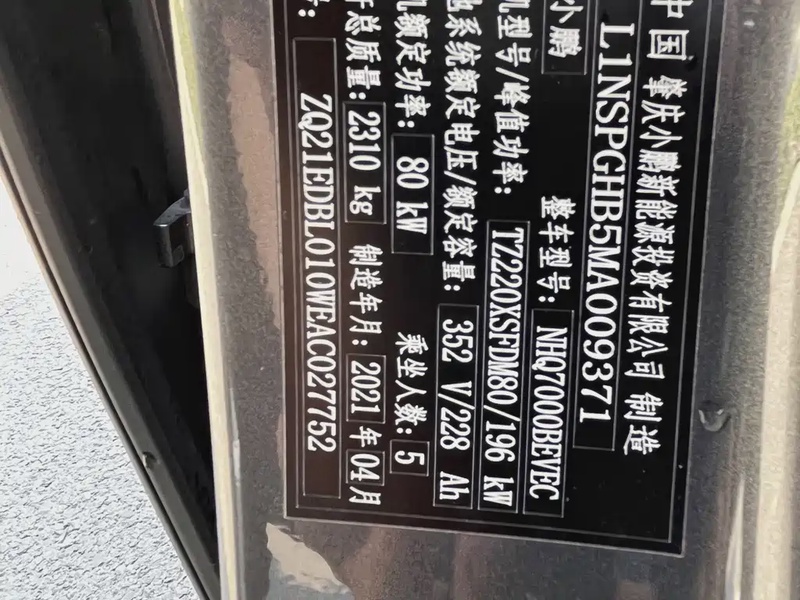 中国 肇庆小鹏新能源投资有限公司 制造
L1NSPGHB5MA009371
小鹏 整车型号: NHQ7000BEVEC
机型号/峰值功率: TZ220XSFDM80/196 kW
系统额定电压/额定容量: 352 V/228 Ah
机额定功率: 80 kW 乘坐人数: 5
总质量: 2310 kg 制造年月: 2021 年 04 月
ZQ21EDBL010WEAC027752